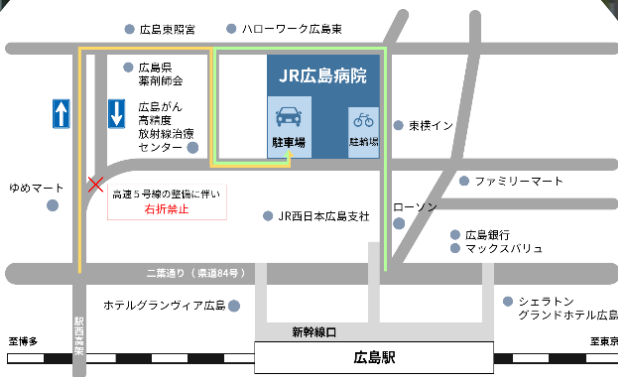 広島東照宮
ハローワーク広島東
広島県
薬剤師会
JR広島病院
広島がん
高精度
放射線治療
センター
駐車場
駐輪場
東横イン
ゆめマート
高速5号線の整備に伴い
右折禁止
ファミリーマート
JR西日本広島支社
ローソン
広島銀行
マックスバリュ
二葉通り（県道84号）
ホテルグランヴィア広島
シェラトン
グランドホテル広島
駅西高架
新幹線口
至博多
広島駅
至東京